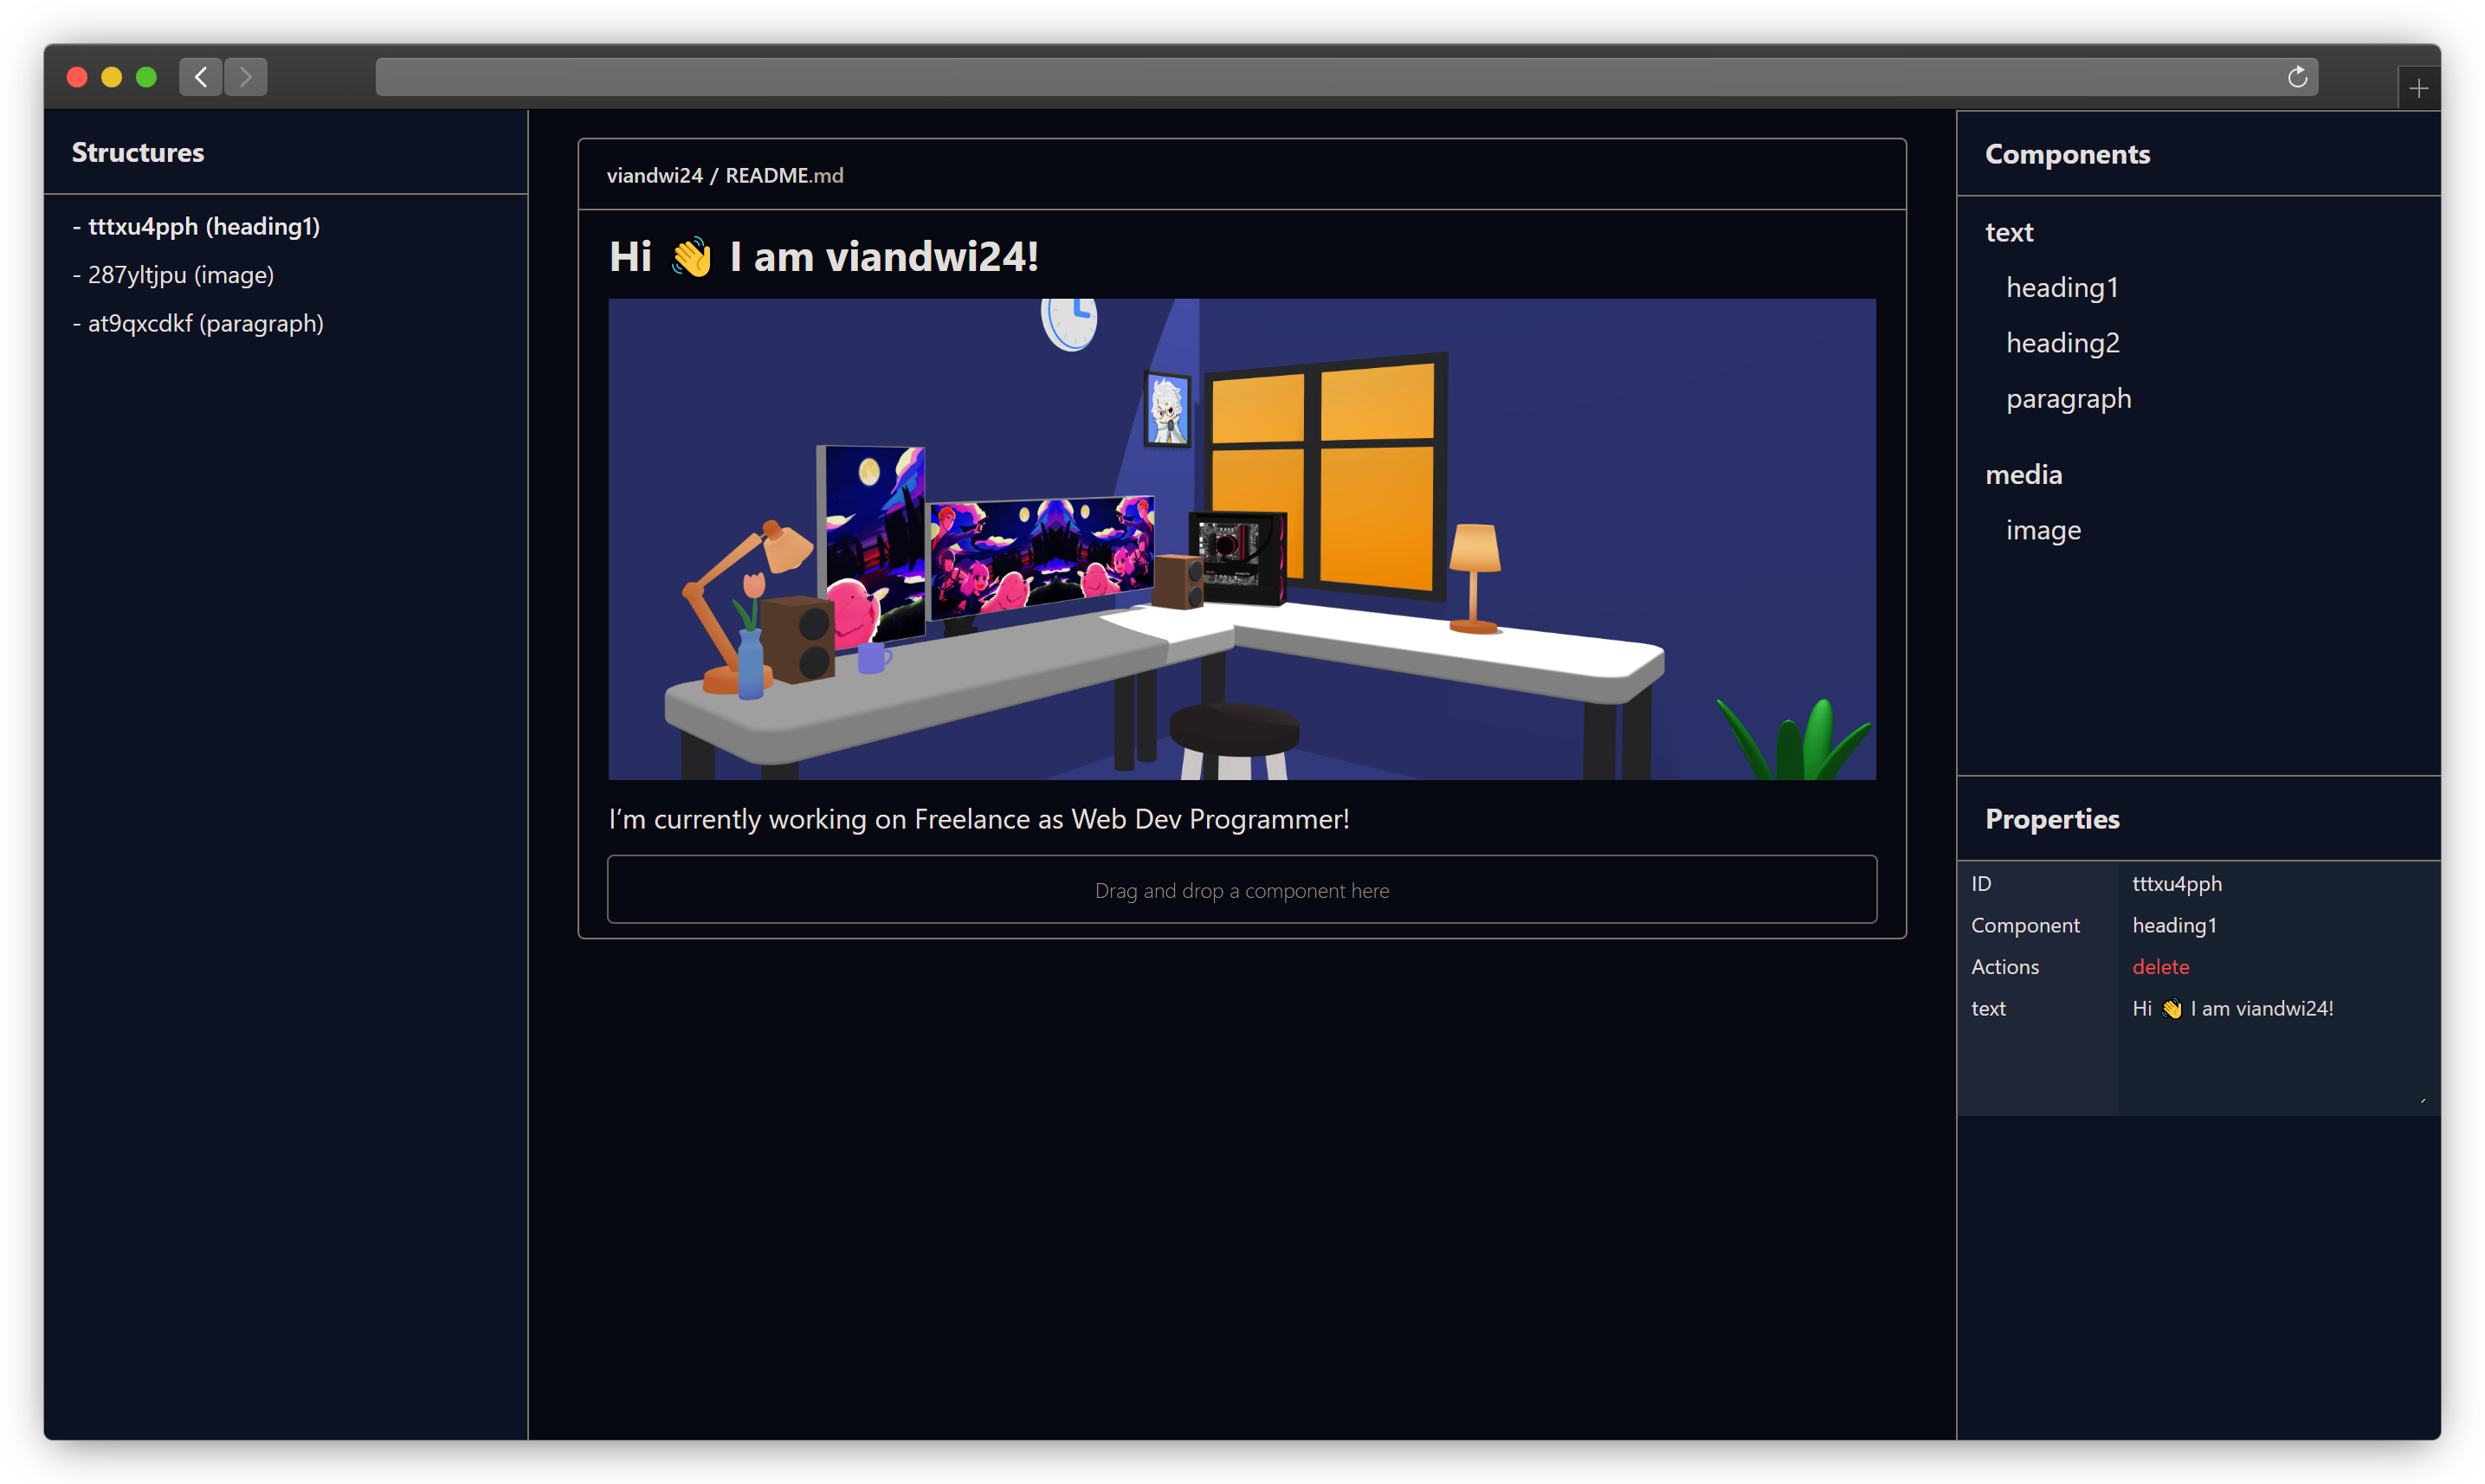 Structures
- tttxu4pph (heading1)
- 287yltjpu (image)
- at9qxcdkf (paragraph)
viandwi24 / README.md
Hi 👋 I am viandwi24!
I’m currently working on Freelance as Web Dev Programmer!
Drag and drop a component here
Components
text
heading1
heading2
paragraph
media
image
Properties
ID tttxu4pph
Component heading1
Actions delete
text Hi 👋 I am viandwi24!